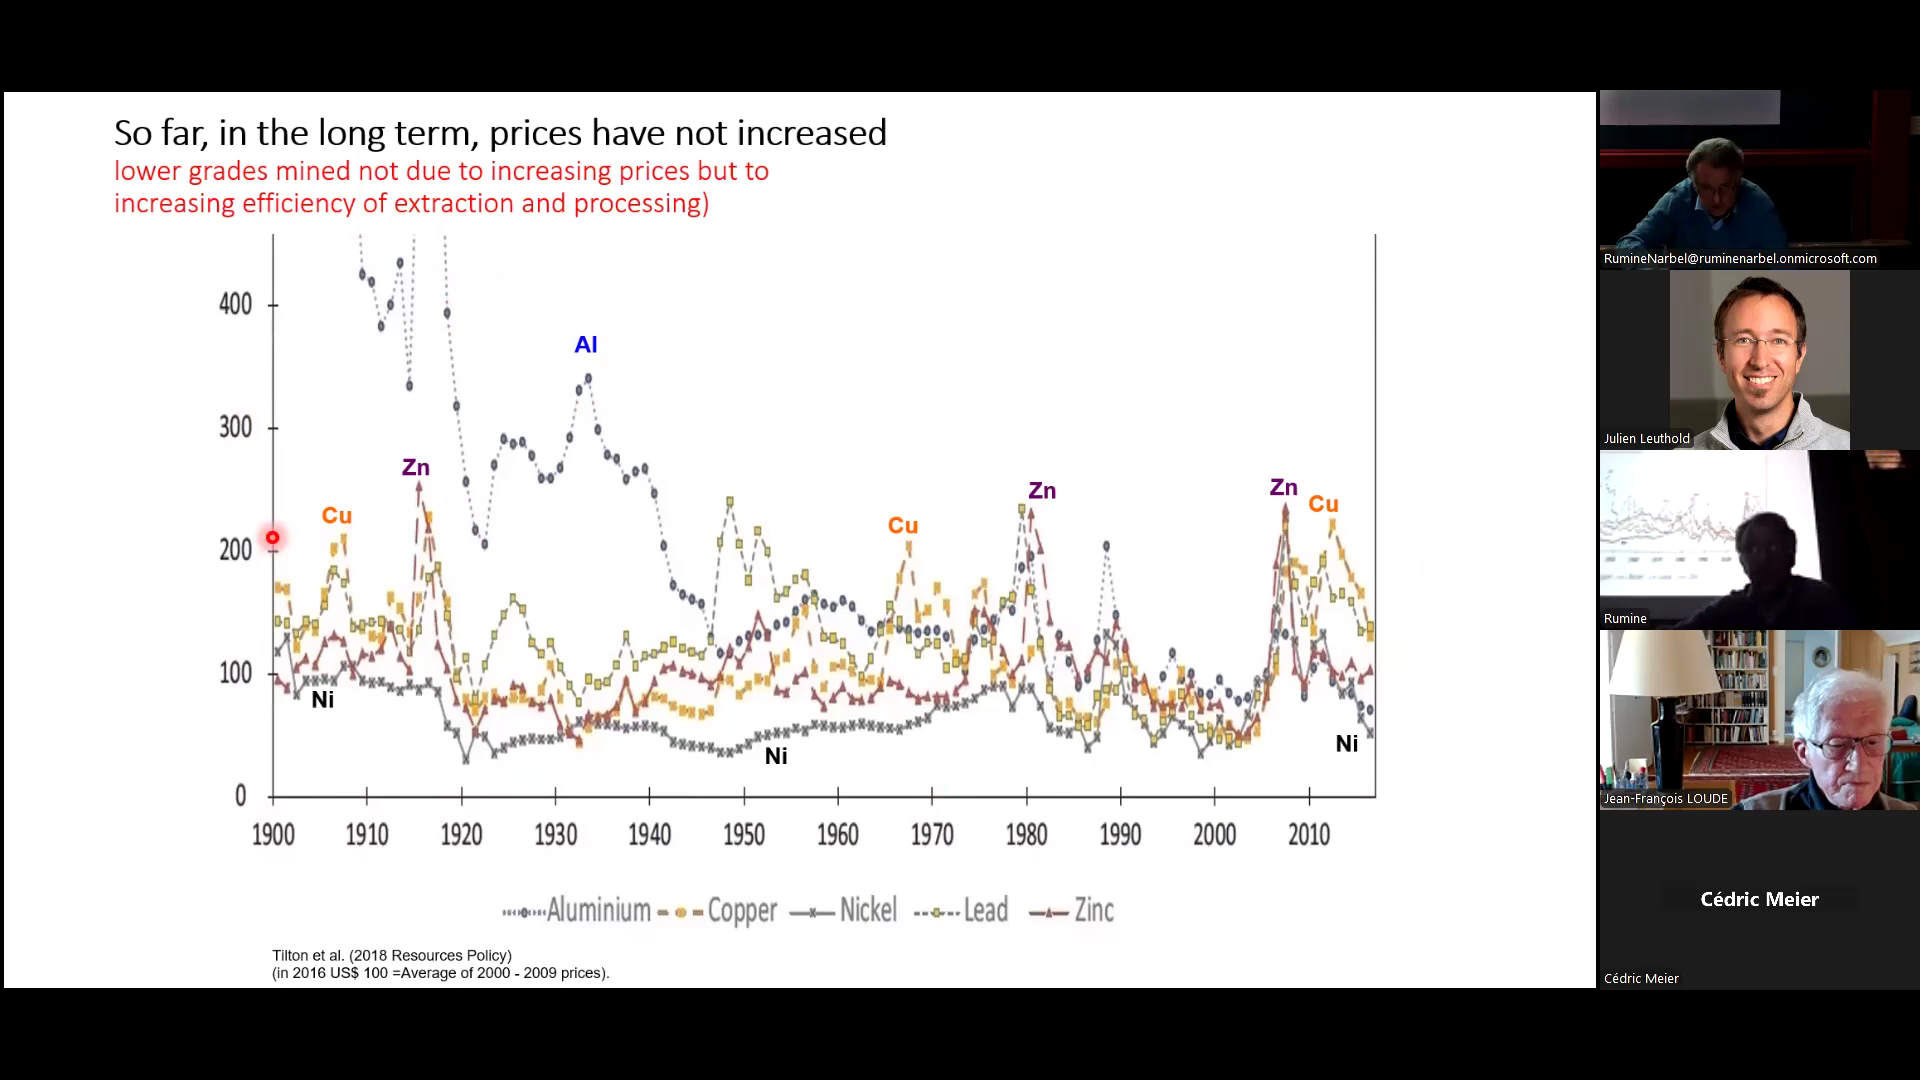 So far, in the long term, prices have not increased
lower grades mined not due to increasing prices but to
increasing efficiency of extraction and processing)
400
300
200
100
0
Al
Zn
Cu
Ni
Cu
Ni
Zn
Zn
Cu
Ni
1900 1910 1920 1930 1940 1950 1960 1970 1980 1990 2000 2010
Aluminium Copper Nickel Lead Zinc
Tilton et al. (2018 Resources Policy)
(in 2016 US$ 100 =Average of 2000 - 2009 prices).
RumineNarbel@ruminenarbel.onmicrosoft.com
Julien Leuthold
Rumine
Jean-François LOUDE
Cédric Meier
Cédric Meier